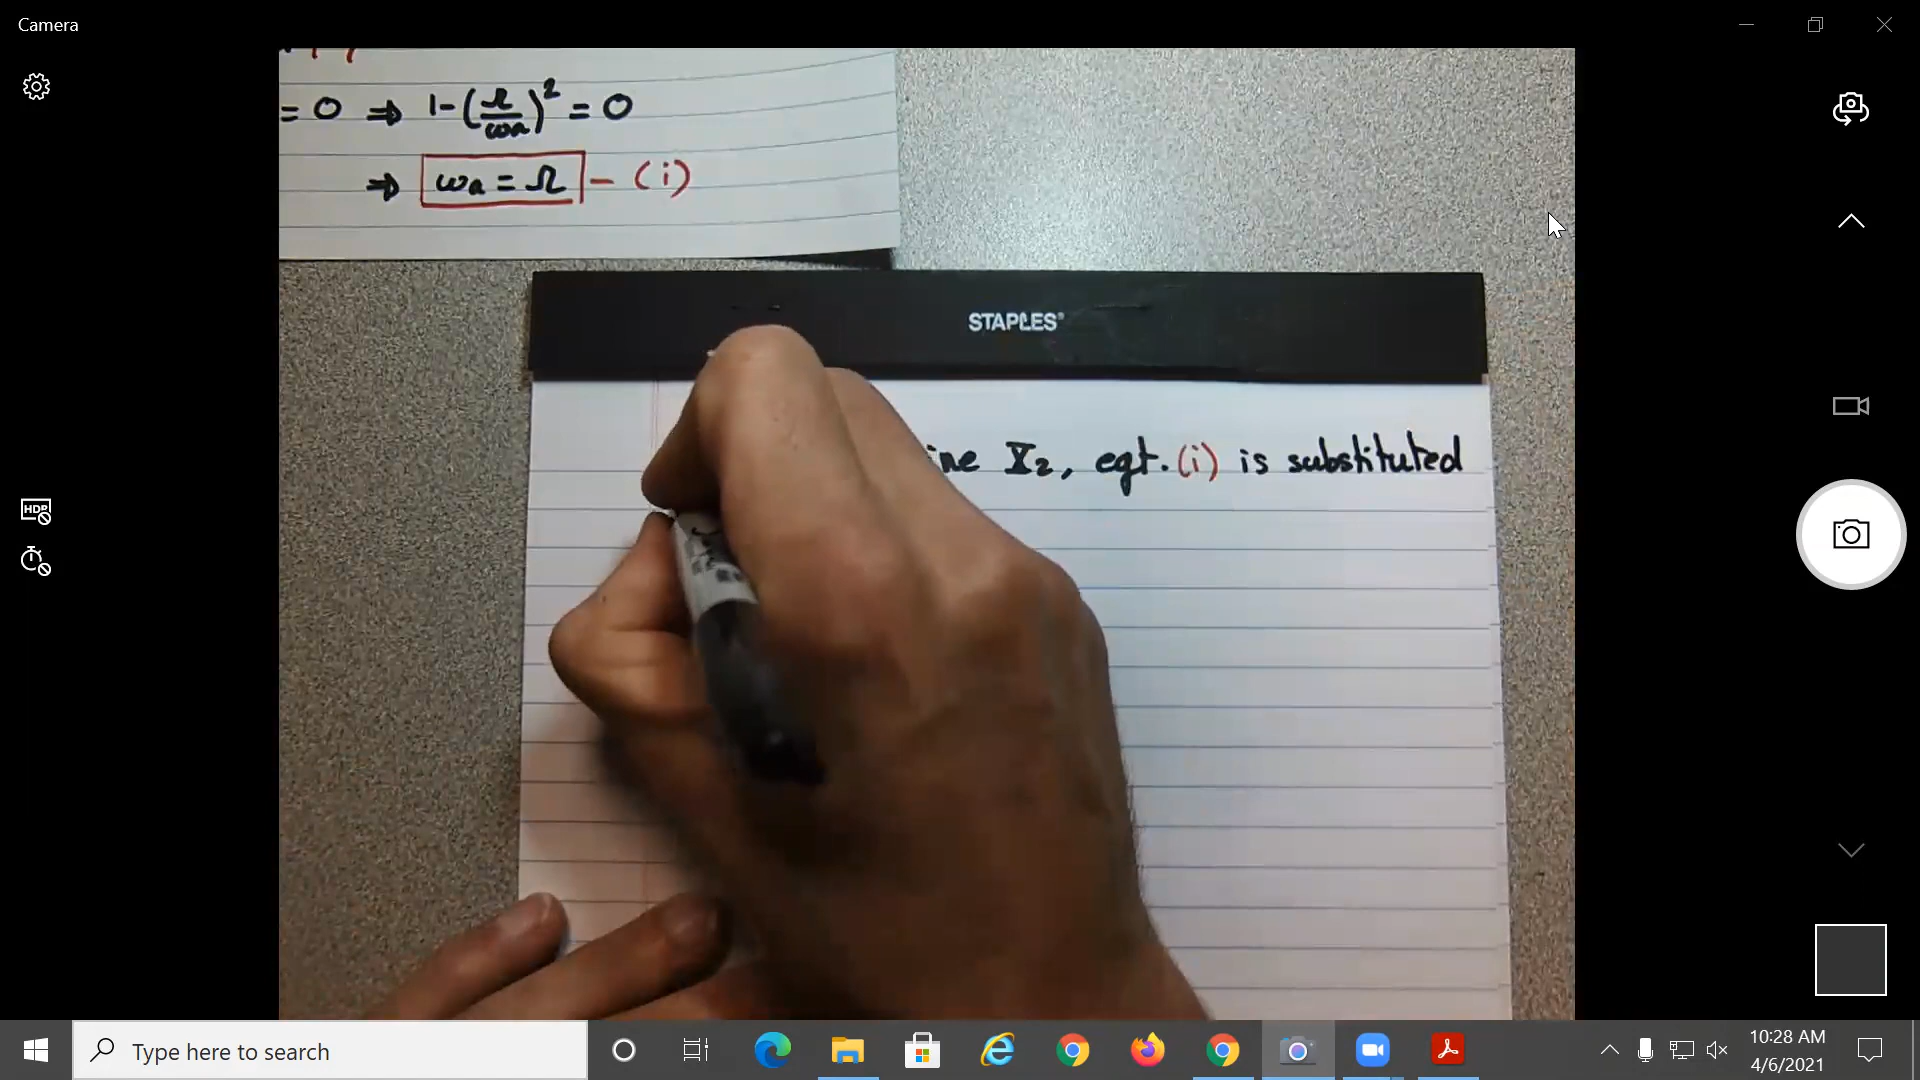 Camera
= 0 ⇒ 1-(Ω/ωa)² = 0
⇒ ωa = Ω - (i)
STAPLES®
X₂, eqt. (i) is substituted
Type here to search
10:28 AM
4/6/2021